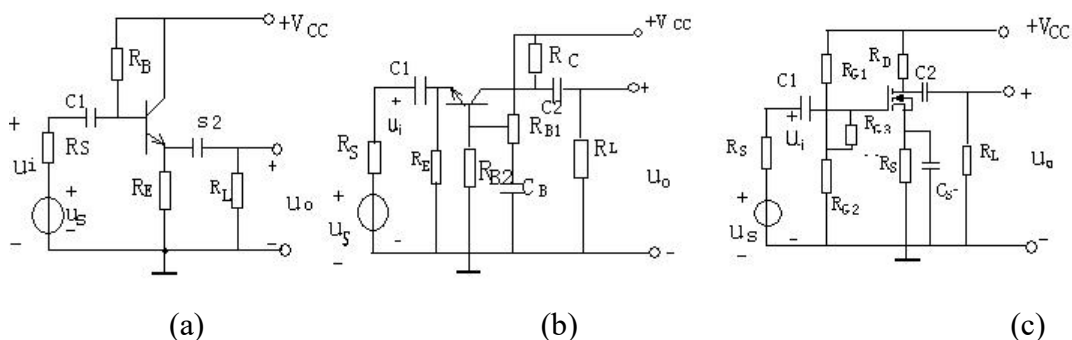 +VCC
RB
C1
+
RS
ui
s2
+
RE
RL
uo
+
us
-
-
-
(a)
+VCC
RC
C1
+
C2
+
ui
RB1
RS
RE
RB2
RL
uo
CB
+
uS
-
-
-
(b)
+VCC
RG1
RD
C2
C1
+
+
ui
RG3
RS
RS
RL
CS
RG2
+
us
-
-
-
(c)